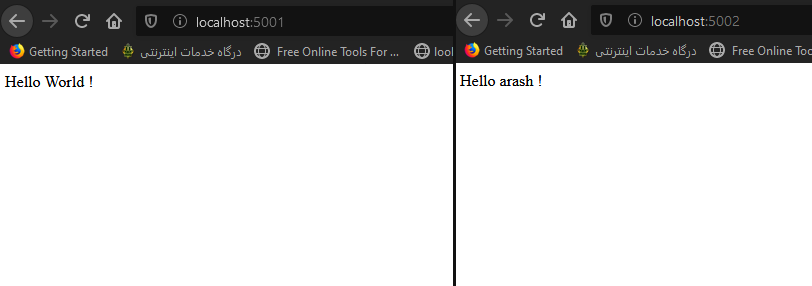 localhost:5001
Getting Started درگاه خدمات اینترنتی Free Online Tools For ... lool
Hello World !
localhost:5002
Getting Started درگاه خدمات اینترنتی Free Online Too
Hello arash !